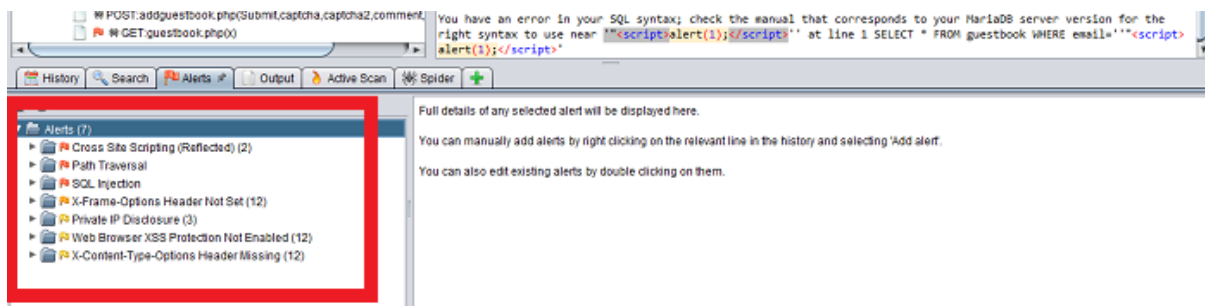 POST:addguestbook.php(Submit,captcha,captcha2,comment,
GET:guestbook.php(x)
You have an error in your SQL syntax; check the manual that corresponds to your MariaDB server version for the
right syntax to use near '"<script>alert(1);</script>'' at line 1 SELECT * FROM guestbook WHERE email=''"<script>
alert(1);</script>'
History Search Alerts Output Active Scan Spider
Alerts (7)
Cross Site Scripting (Reflected) (2)
Path Traversal
SQL Injection
X-Frame-Options Header Not Set (12)
Private IP Disclosure (3)
Web Browser XSS Protection Not Enabled (12)
X-Content-Type-Options Header Missing (12)
Full details of any selected alert will be displayed here.
You can manually add alerts by right clicking on the relevant line in the history and selecting 'Add alert'.
You can also edit existing alerts by double clicking on them.